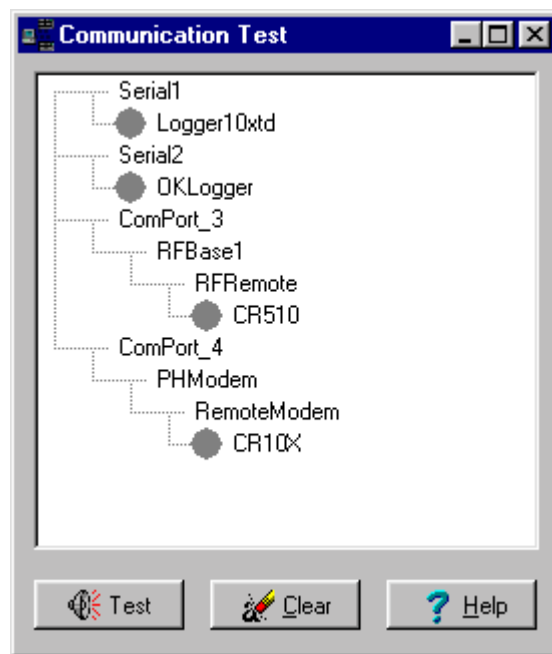 Communication Test
Serial1
Logger10xtd
Serial2
OKLogger
ComPort_3
RFBase1
RFRemote
CR510
ComPort_4
PHModem
RemoteModem
CR10X
Test
Clear
Help